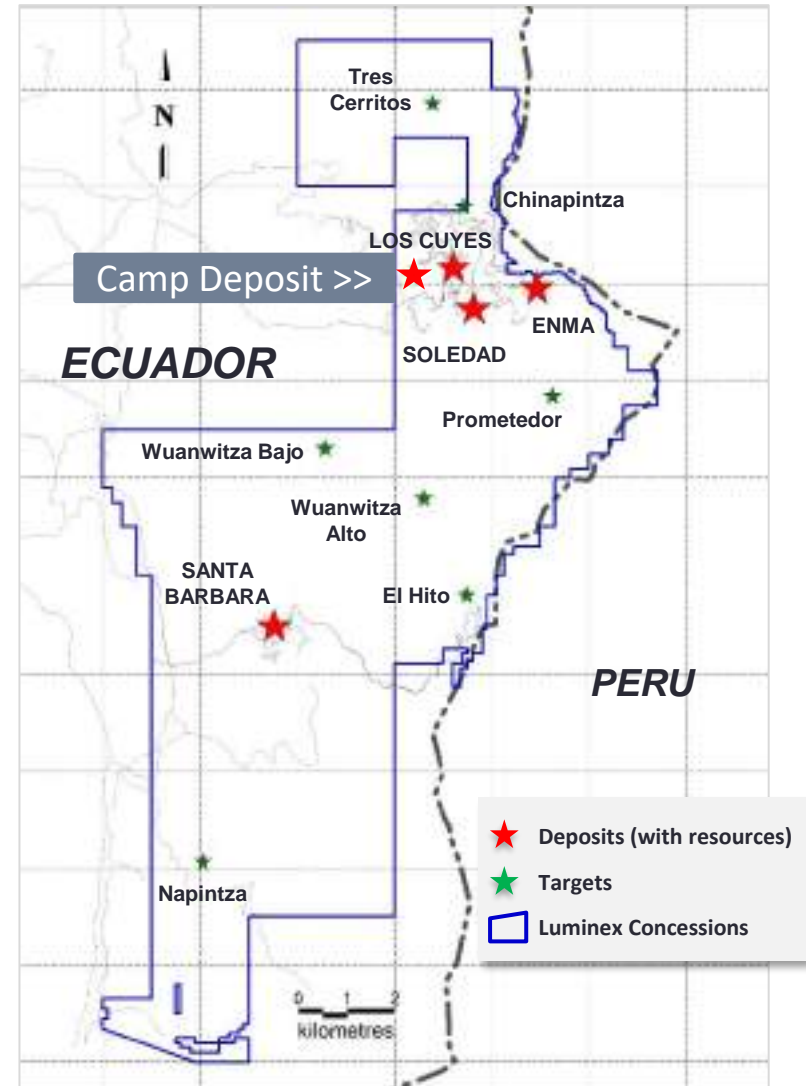 Tres
Cerritos
N
Chinapintza
LOS CUYES
Camp Deposit >>
ENMA
SOLEDAD
ECUADOR
Prometedor
Wuanwitza Bajo
Wuanwitza
Alto
SANTA
BARBARA
El Hito
PERU
Deposits (with resources)
Targets
Napintza
Luminex Concessions
0 1 2
kilometres